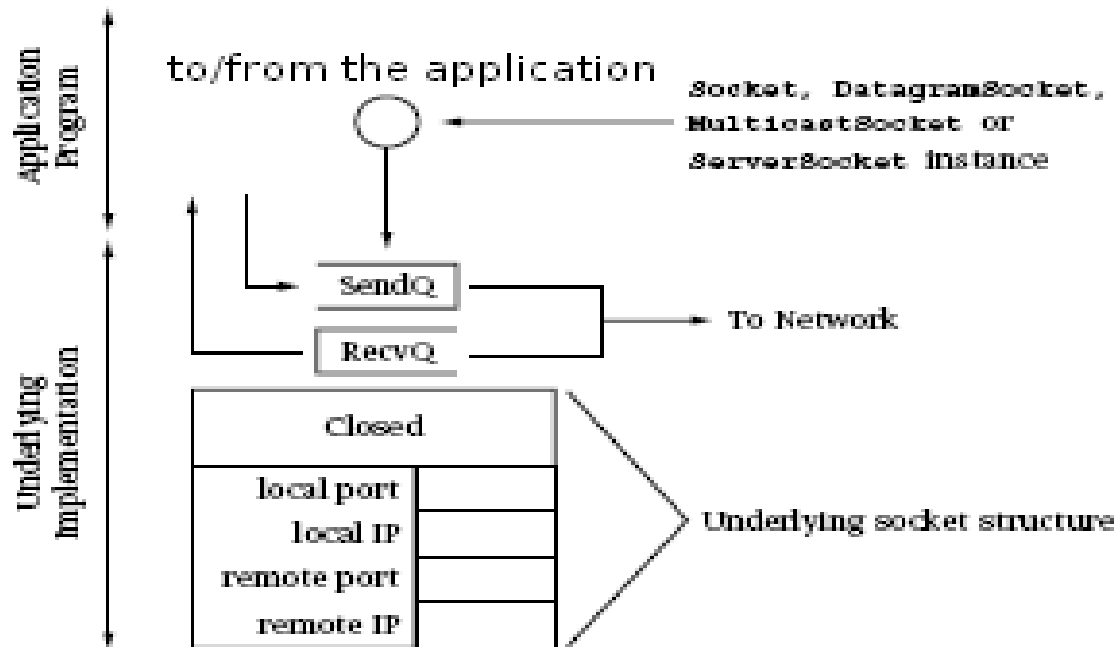 Application
Program
to/from the application
Socket, DatagramSocket,
MulticastSocket or
ServerSocket instance
SendQ
RecvQ
To Network
Underlying
Implementation
Closed
local port
local IP
remote port
remote IP
Underlying socket structure